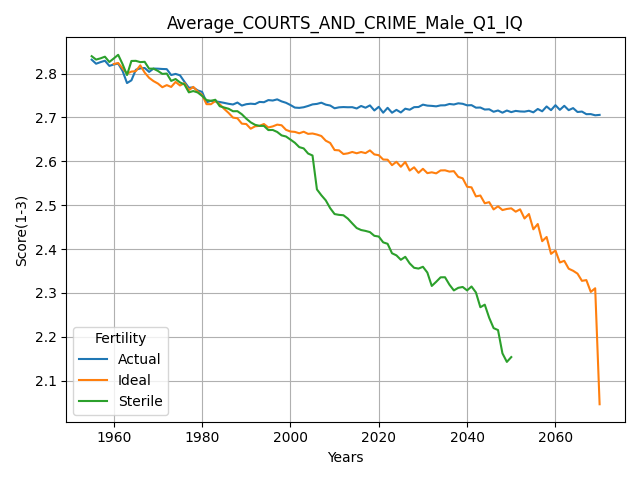 Average_COURTS_AND_CRIME_Male_Q1_IQ
Score(1-3)
2.8
2.7
2.6
2.5
2.4
2.3
2.2
2.1
Fertility
Actual
Ideal
Sterile
1960 1980 2000 2020 2040 2060
Years